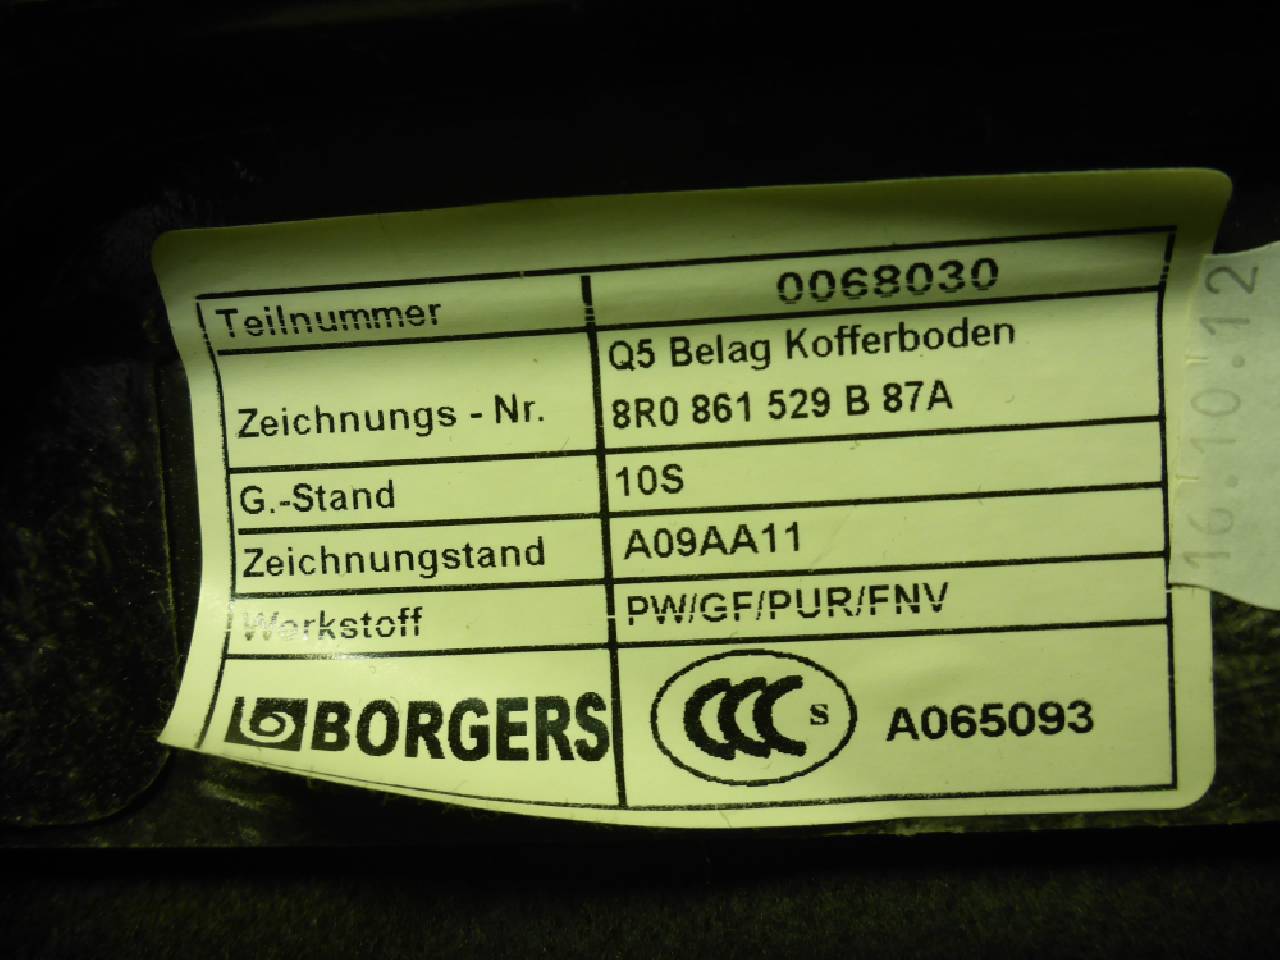 Teilnummer 0068030
Zeichnungs - Nr. Q5 Belag Kofferboden
8R0 861 529 B 87A
G.-Stand 10S
Zeichnungstand A09AA11
Werkstoff PW/GF/PUR/FNV
BORGERS CCC S A065093
16.10.12